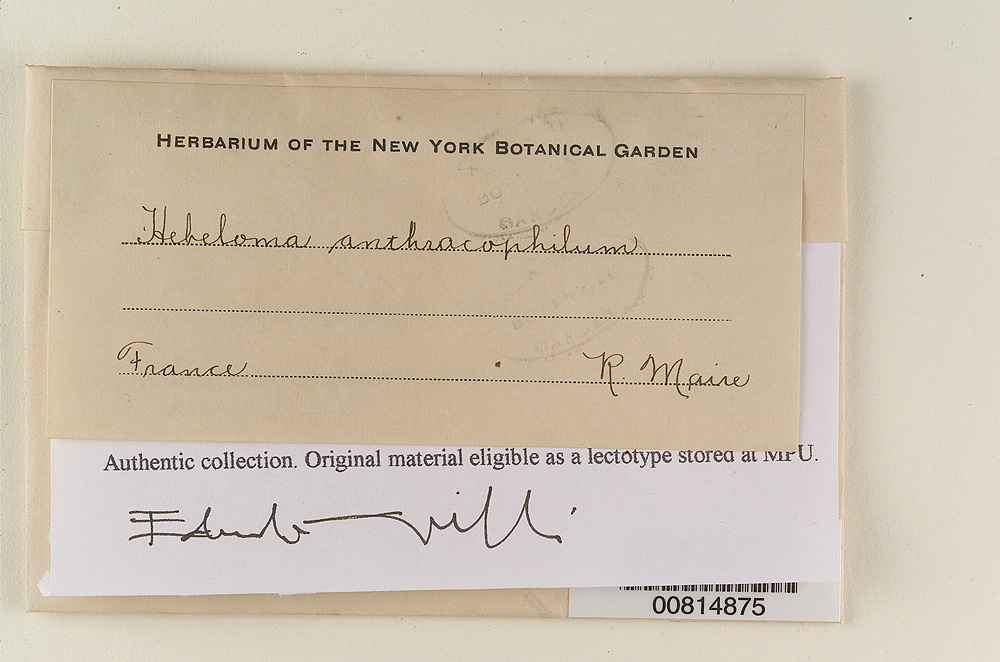 HERBARIUM OF THE NEW YORK BOTANICAL GARDEN
Hebeloma anthracophilum
France R. Maire
Authentic collection. Original material eligible as a lectotype stored at MPU.
00814875